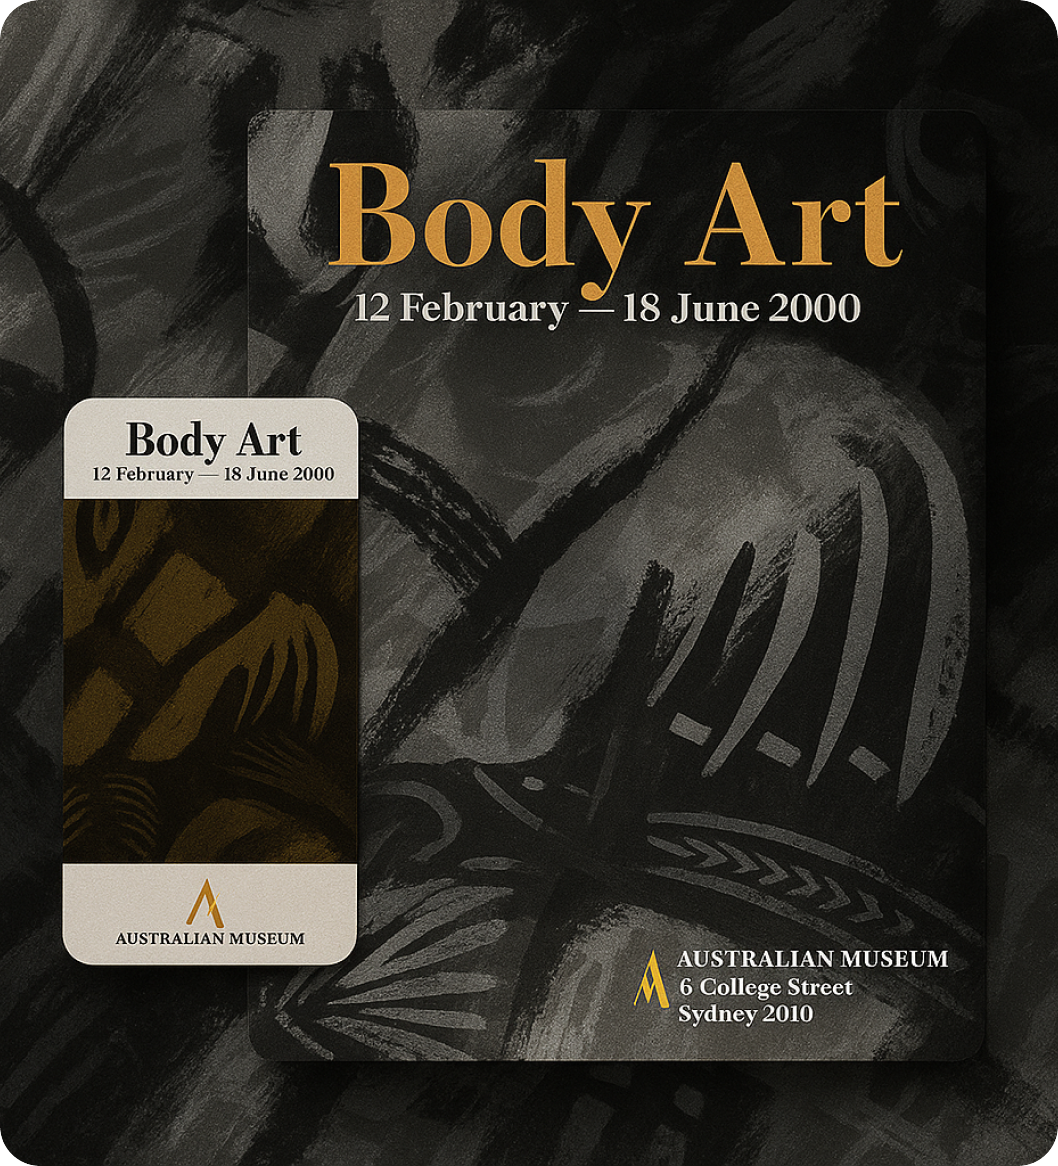 Body Art
12 February — 18 June 2000
Body Art
12 February — 18 June 2000
AUSTRALIAN MUSEUM
AUSTRALIAN MUSEUM
6 College Street
Sydney 2010